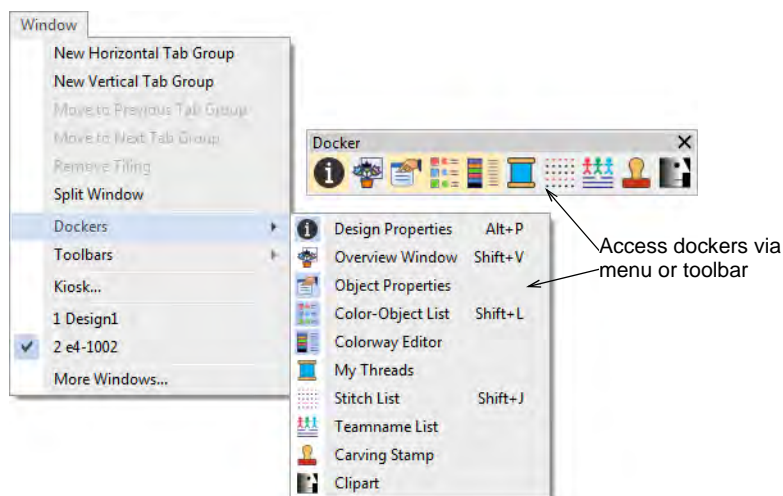 Window
New Horizontal Tab Group
New Vertical Tab Group
Move to Previous Tab Group
Move to Next Tab Group
Remove Tiling
Split Window
Dockers
Toolbars
Kiosk...
1 Design1
2 e4-1002
More Windows...
Docker
Design Properties Alt+P
Overview Window Shift+V
Object Properties
Color-Object List Shift+L
Colorway Editor
My Threads
Stitch List Shift+J
Teamname List
Carving Stamp
Clipart
Access dockers via
menu or toolbar